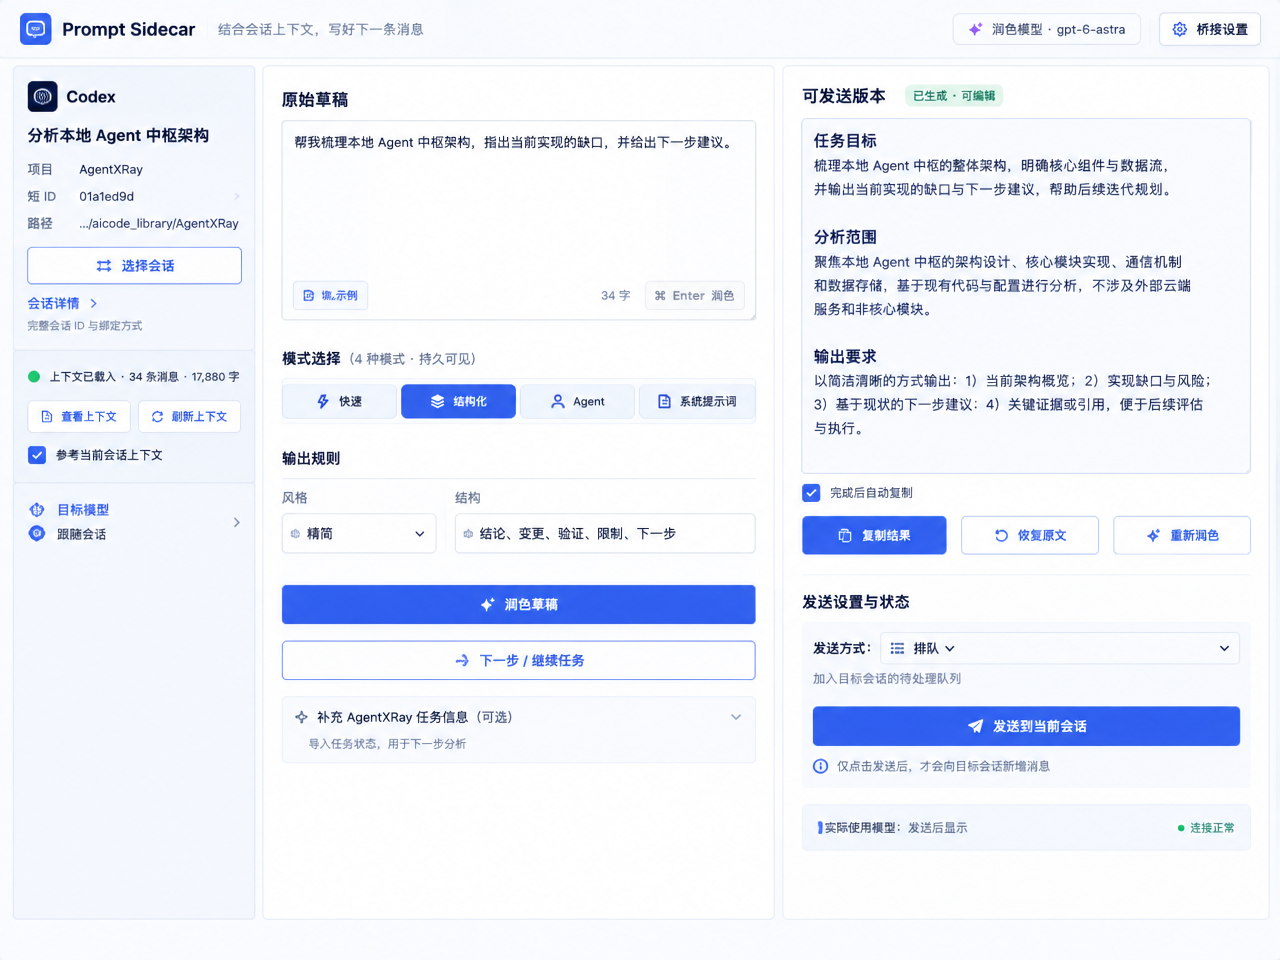 Prompt Sidecar
结合会话上下文，写好下一条消息
润色模型 · gpt-6-astra
桥接设置
Codex
分析本地 Agent 中枢架构
项目 AgentXRay
短 ID 01a1ed9d
路径 .../aicode_library/AgentXRay
选择会话
会话详情
完整会话 ID 与绑定方式
上下文已载入 · 34 条消息 · 17,880 字
查看上下文
刷新上下文
参考当前会话上下文
目标模型
跟随会话
原始草稿
帮我梳理本地 Agent 中枢架构，指出当前实现的缺口，并给出下一步建议。
示例
34 字
⌘ Enter 润色
模式选择（4 种模式 · 持久可见）
快速
结构化
Agent
系统提示词
输出规则
风格
结构
精简
结论、变更、验证、限制、下一步
润色草稿
下一步 / 继续任务
补充 AgentXRay 任务信息（可选）
导入任务状态，用于下一步分析
可发送版本
已生成 · 可编辑
任务目标
梳理本地 Agent 中枢的整体架构，明确核心组件与数据流，
并输出当前实现的缺口与下一步建议，帮助后续迭代规划。
分析范围
聚焦本地 Agent 中枢的架构设计、核心模块实现、通信机制
和数据存储，基于现有代码与配置进行分析，不涉及外部云端
服务和非核心模块。
输出要求
以简洁清晰的方式输出：1）当前架构概览；2）实现缺口与风险；
3）基于现状的下一步建议：4）关键证据或引用，便于后续评估
与执行。
完成后自动复制
复制结果
恢复原文
重新润色
发送设置与状态
发送方式：
排队
加入目标会话的待处理队列
发送到当前会话
仅点击发送后，才会向目标会话新增消息
实际使用模型：发送后显示
连接正常